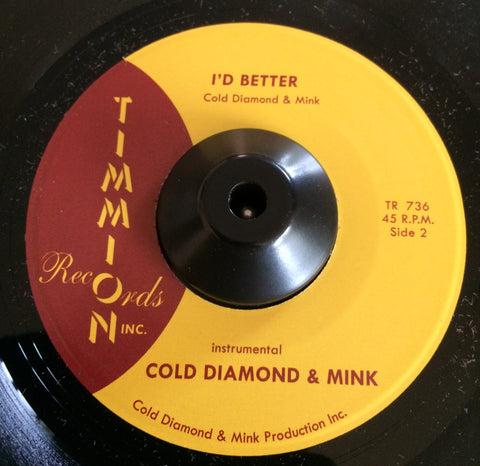 I'D BETTER
Cold Diamond & Mink
TIMMION
Records
INC.
TR 736
45 R.P.M.
Side 2
instrumental
COLD DIAMOND & MINK
Cold Diamond & Mink Production Inc.